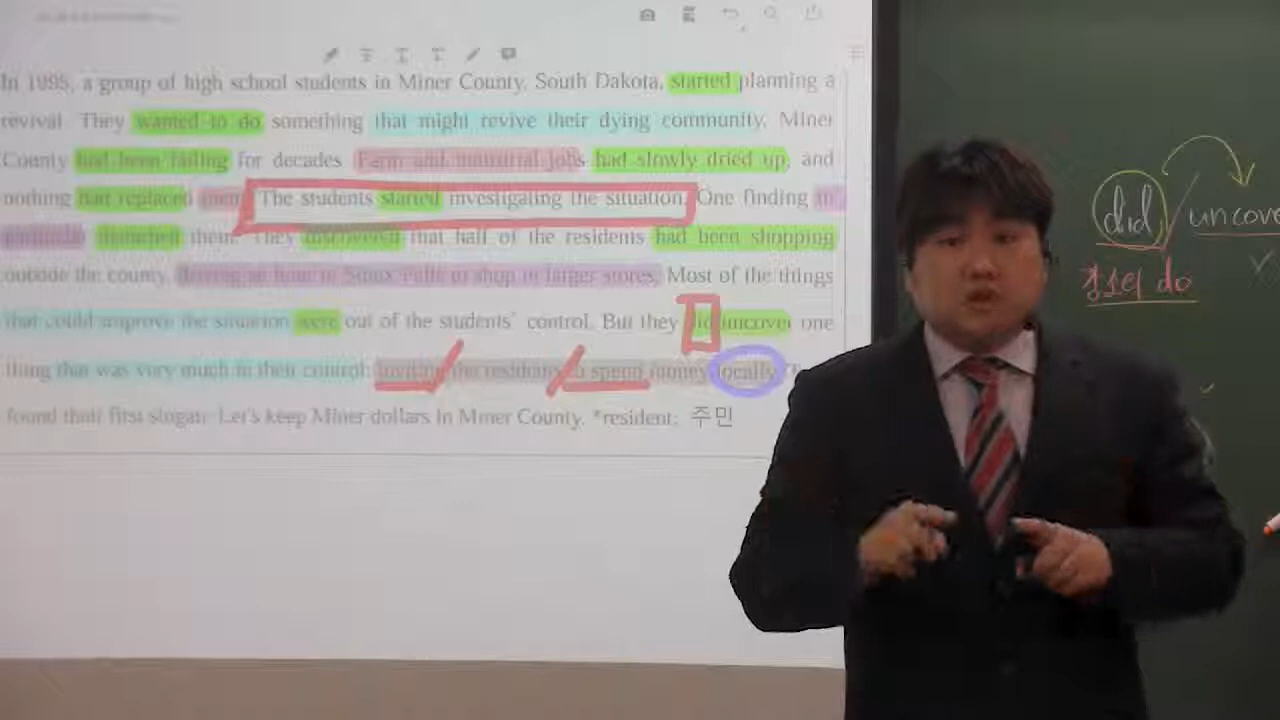 In 1995, a group of high school students in Miner County, South Dakota, started planning a
revival. They wanted to do something that might revive their dying community. Miner
County had been failing for decades. Farm and industrial jobs had slowly dried up, and
nothing had replaced them. The students started investigating the situation. One finding in
particular disturbed them. They discovered that half of the residents had been shopping
outside the county, driving an hour to Sioux Falls to shop in larger stores. Most of the things
that could improve the situation were out of the students' control. But they did uncover one
thing that was very much in their control: inviting the residents to spend money locally.
found their first slogan: Let's keep Miner dollars in Miner County. *resident: 주민
did / uncove
강조의 do